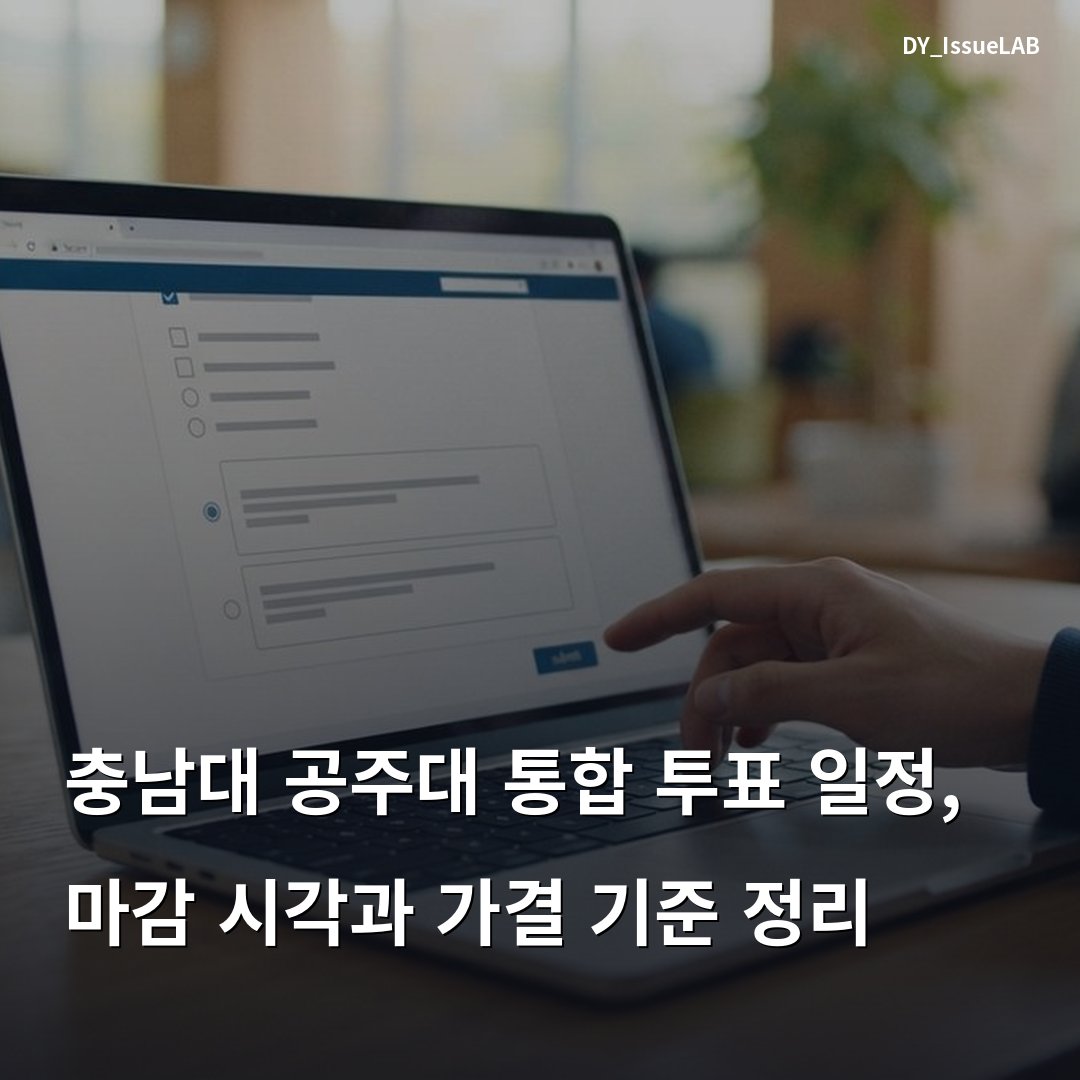 DY_IssueLAB
충남대 공주대 통합 투표 일정,
마감 시각과 가결 기준 정리